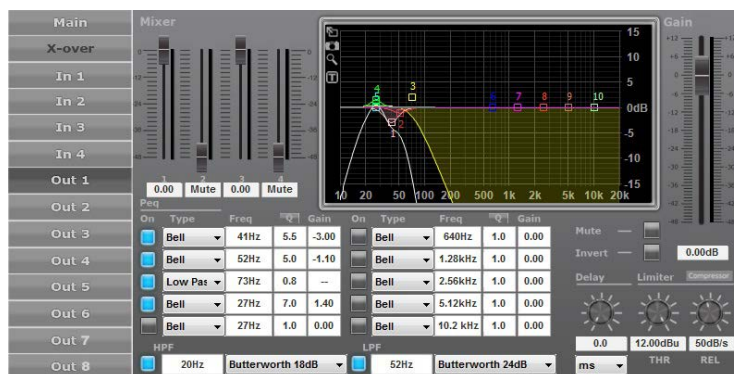 Main
X-over
In 1
In 2
In 3
In 4
Out 1
Out 2
Out 3
Out 4
Out 5
Out 6
Out 7
Out 8
Mixer
1 2 3 4
0.00 Mute 0.00 Mute
15
10
5
0dB
-5
-10
-15
10 20 50 100 200 500 1k 2k 5k 10k 20k
4
3
1
2
6
7
8
9
10
T
Gain
Peq
On Type Freq Q Gain On Type Freq Q Gain
Bell 41Hz 5.5 -3.00 Bell 640Hz 1.0 0.00
Bell 52Hz 5.0 -1.10 Bell 1.28kHz 1.0 0.00
Low Pas 73Hz 0.8 -- Bell 2.56kHz 1.0 0.00
Bell 27Hz 7.0 1.40 Bell 5.12kHz 1.0 0.00
Bell 27Hz 1.0 0.00 Bell 10.2 kHz 1.0 0.00
HPF LPF
20Hz Butterworth 18dB 52Hz Butterworth 24dB
Mute
Invert 0.00dB
Delay Limiter Compressor
0.0 12.00dBu 50dB/s
ms THR REL